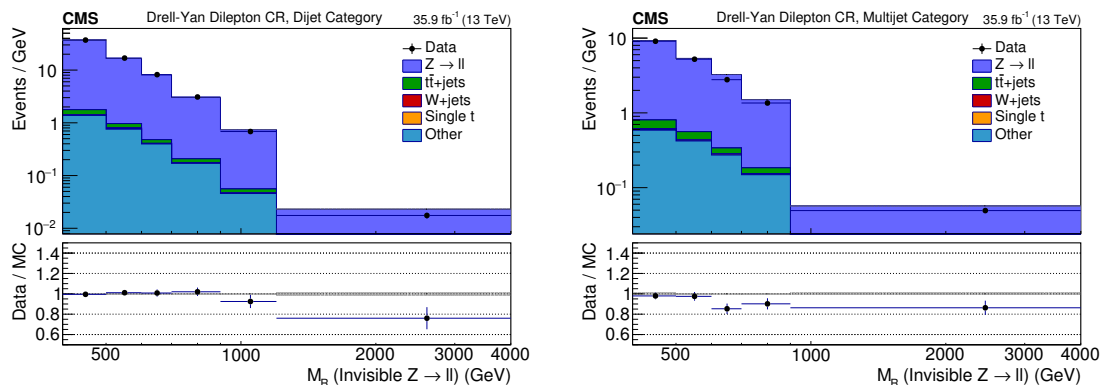 CMS Drell-Yan Dilepton CR, Dijet Category 35.9 fb⁻¹ (13 TeV)
Events / GeV
10
1
10⁻¹
10⁻²
Data
Z → ll
tt̄+jets
W+jets
Single t
Other
Data / MC
1.4
1.2
1
0.8
0.6
500 1000 2000 3000 4000
M_R (Invisible Z → ll) (GeV)
CMS Drell-Yan Dilepton CR, Multijet Category 35.9 fb⁻¹ (13 TeV)
Events / GeV
10
1
10⁻¹
Data
Z → ll
tt̄+jets
W+jets
Single t
Other
Data / MC
1.4
1.2
1
0.8
0.6
500 1000 2000 3000 4000
M_R (Invisible Z → ll) (GeV)